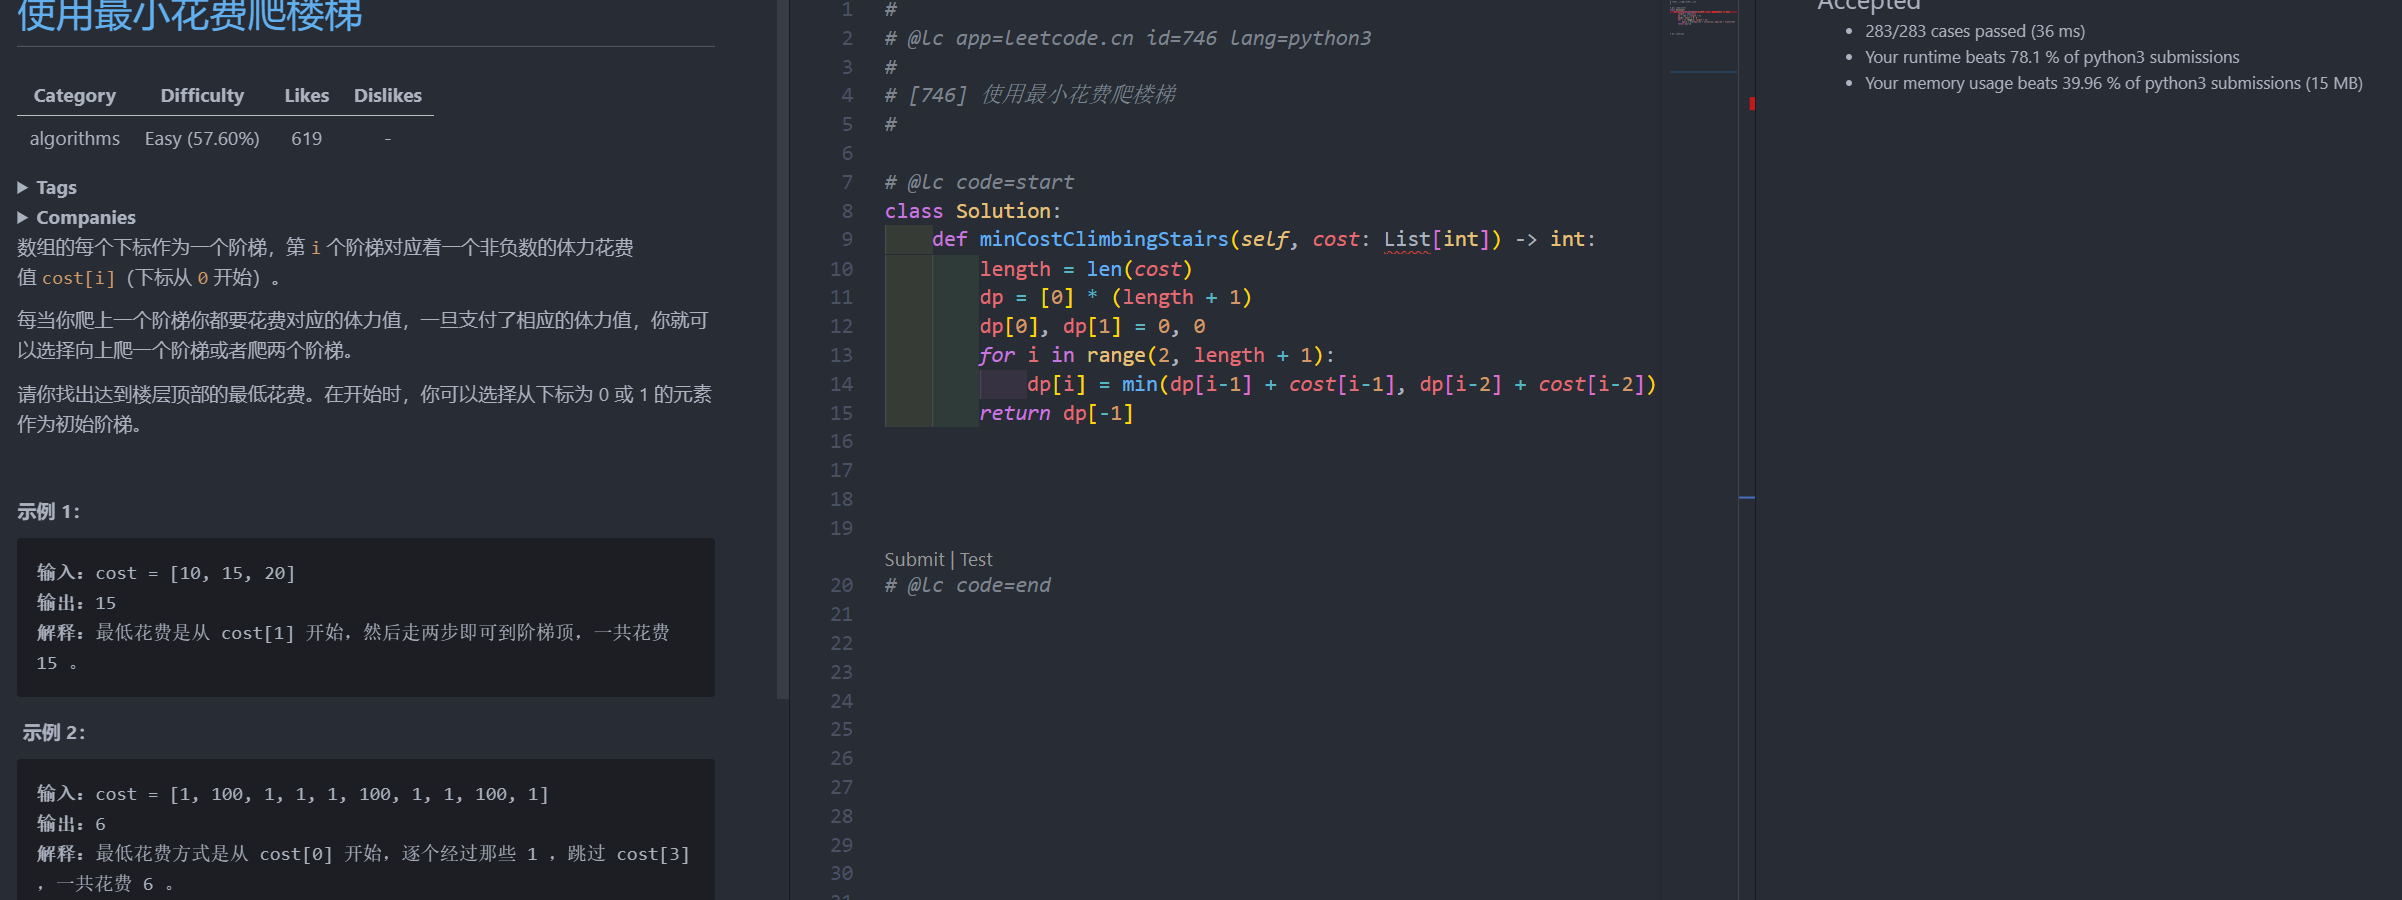 使用最小花费爬楼梯
Category Difficulty Likes Dislikes
algorithms Easy (57.60%) 619 -
▶ Tags
▶ Companies
数组的每个下标作为一个阶梯，第 i 个阶梯对应着一个非负数的体力花费
值 cost[i]（下标从 0 开始）。
每当你爬上一个阶梯你都要花费对应的体力值，一旦支付了相应的体力值，你就可
以选择向上爬一个阶梯或者爬两个阶梯。
请你找出达到楼层顶部的最低花费。在开始时，你可以选择从下标为 0 或 1 的元素
作为初始阶梯。
示例 1：
输入：cost = [10, 15, 20]
输出：15
解释：最低花费是从 cost[1] 开始，然后走两步即可到阶梯顶，一共花费
15 。
示例 2：
输入：cost = [1, 100, 1, 1, 1, 100, 1, 1, 100, 1]
输出：6
解释：最低花费方式是从 cost[0] 开始，逐个经过那些 1 ，跳过 cost[3]
，一共花费 6 。
1 #
2 # @lc app=leetcode.cn id=746 lang=python3
3 #
4 # [746] 使用最小花费爬楼梯
5 #
6
7 # @lc code=start
8 class Solution:
9     def minCostClimbingStairs(self, cost: List[int]) -> int:
10         length = len(cost)
11         dp = [0] * (length + 1)
12         dp[0], dp[1] = 0, 0
13         for i in range(2, length + 1):
14             dp[i] = min(dp[i-1] + cost[i-1], dp[i-2] + cost[i-2])
15         return dp[-1]
16
17
18
19
Submit | Test
20 # @lc code=end
21
22
23
24
25
26
27
28
29
30
31
Accepted
• 283/283 cases passed (36 ms)
• Your runtime beats 78.1 % of python3 submissions
• Your memory usage beats 39.96 % of python3 submissions (15 MB)